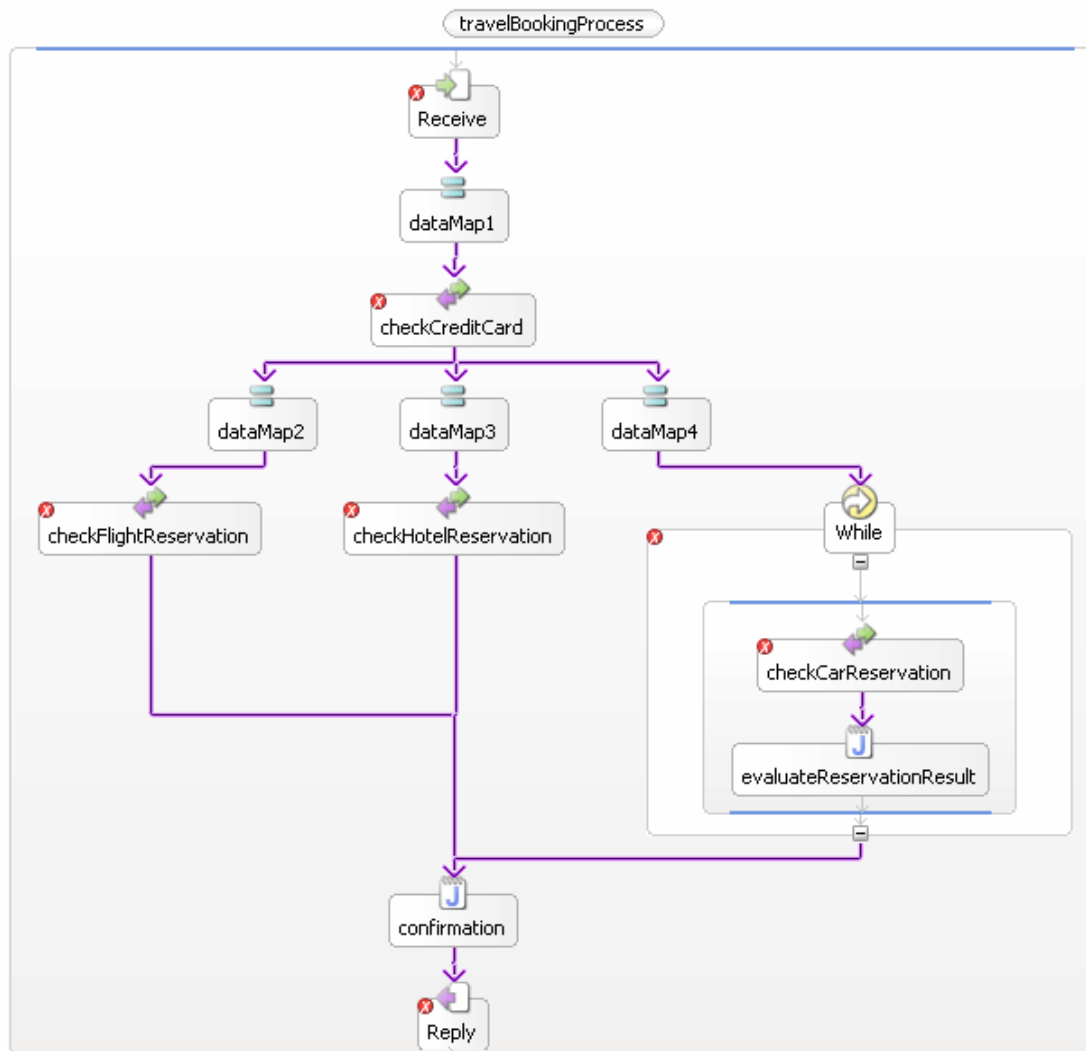 travelBookingProcess
Receive
dataMap1
checkCreditCard
dataMap2
dataMap3
dataMap4
checkFlightReservation
checkHotelReservation
While
checkCarReservation
evaluateReservationResult
confirmation
Reply